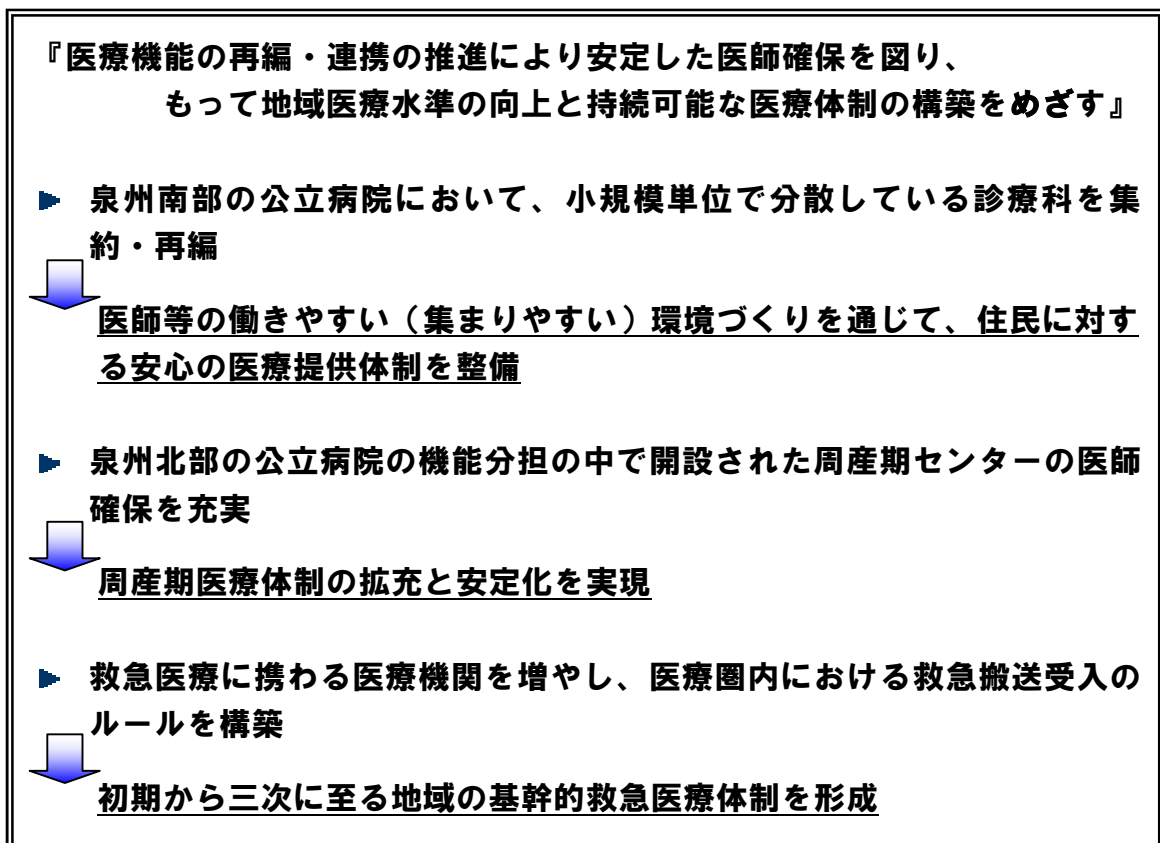 『医療機能の再編・連携の推進により安定した医師確保を図り、
もって地域医療水準の向上と持続可能な医療体制の構築をめざす』
泉州南部の公立病院において、小規模単位で分散している診療科を集
約・再編
医師等の働きやすい（集まりやすい）環境づくりを通じて、住民に対す
る安心の医療提供体制を整備
泉州北部の公立病院の機能分担の中で開設された周産期センターの医師
確保を充実
周産期医療体制の拡充と安定化を実現
救急医療に携わる医療機関を増やし、医療圏内における救急搬送受入の
ルールを構築
初期から三次に至る地域の基幹的救急医療体制を形成